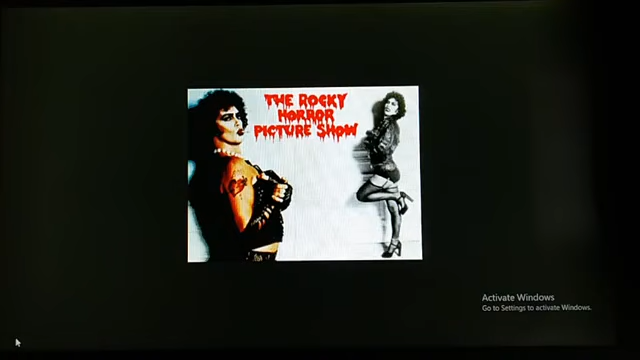 THE ROCKY
HORROR
PICTURE SHOW
Activate Windows
Go to Settings to activate Windows.